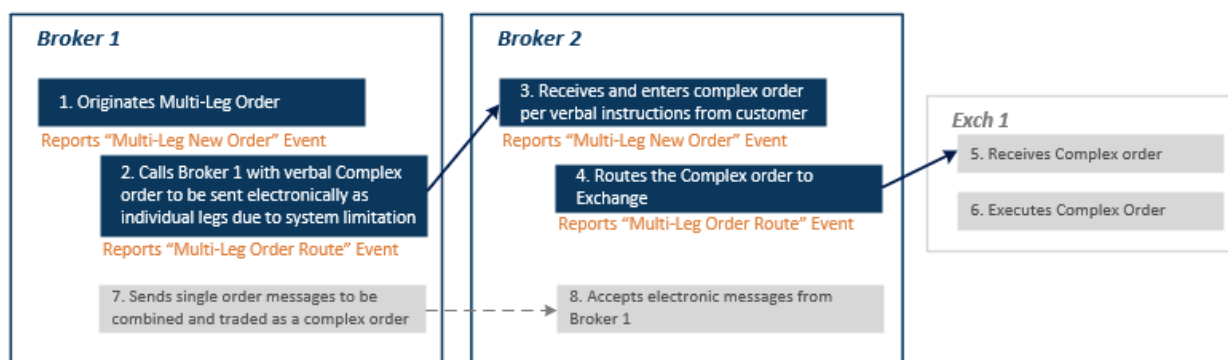 Broker 1
1. Originates Multi-Leg Order
Reports “Multi-Leg New Order” Event
2. Calls Broker 1 with verbal Complex
order to be sent electronically as
individual legs due to system limitation
Reports “Multi-Leg Order Route” Event
7. Sends single order messages to be
combined and traded as a complex order
Broker 2
3. Receives and enters complex order
per verbal instructions from customer
Reports “Multi-Leg New Order” Event
4. Routes the Complex order to
Exchange
Reports “Multi-Leg Order Route” Event
8. Accepts electronic messages from
Broker 1
Exch 1
5. Receives Complex order
6. Executes Complex Order